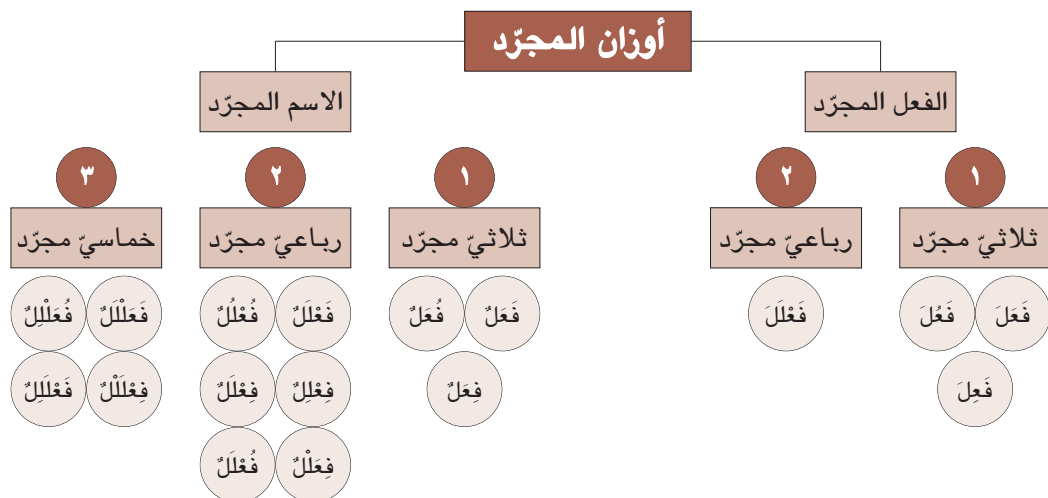 أوزان المجرّد
الفعل المجرّد
الاسم المجرّد
١
٢
١
٢
٣
ثلاثيّ مجرّد
رباعيّ مجرّد
ثلاثيّ مجرّد
رباعيّ مجرّد
خماسيّ مجرّد
فَعَلَ
فَعُلَ
فَعِلَ
فَعْلَلَ
فَعَلٌ
فُعَلٌ
فِعَلٌ
فَعْلَلٌ
فُعْلُلٌ
فِعْلِلٌ
فِعْلَلٌ
فِعَلْلٌ
فُعْلَلٌ
فَعَلْلَلٌ
فُعَلْلِلٌ
فِعْلَلْلٌ
فَعْلَلِلٌ